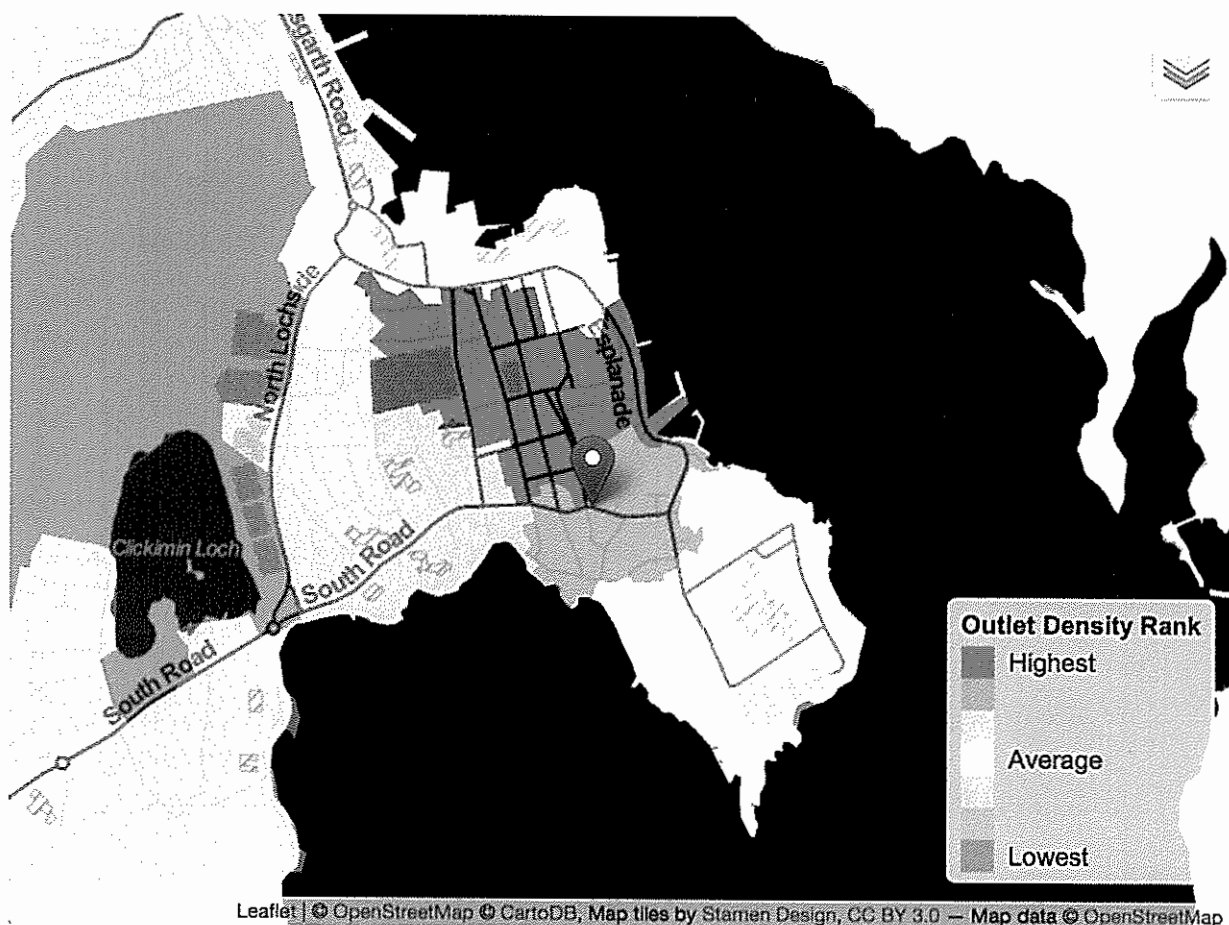 sgarth Road
North Lochside
Esplanade
Clickimin Loch
South Road
South Road
Outlet Density Rank
Highest
Average
Lowest
Leaflet | © OpenStreetMap © CartoDB, Map tiles by Stamen Design, CC BY 3.0 — Map data © OpenStreetMap